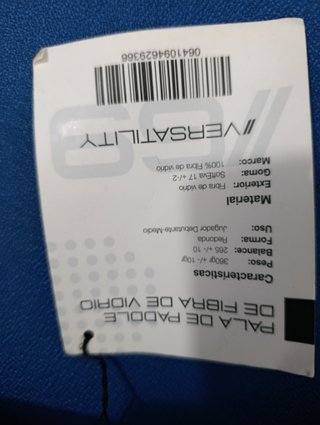 PALA DE PADDLE
DE FIBRA DE VIDRIO
Características
Peso: 360gr +/- 10gr
Balance: 265 +/- 10
Forma: Redonda
Uso: Jugador Debutante-Medio
Material
Exterior: Fibra de vidrio
Goma: SoftEva 17 +/-2
Marco: 100% Fibra de vidrio
//VERSATILITY
0641094629366